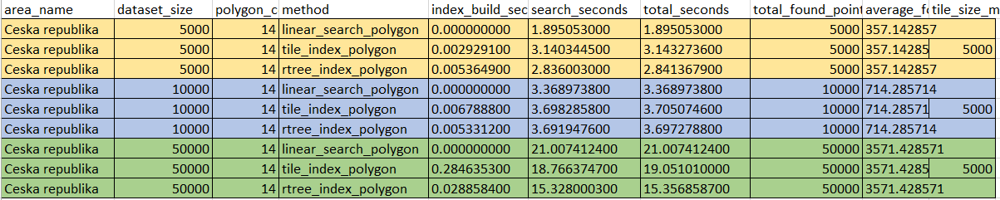 area_name dataset_size polygon_c method index_build_sec search_seconds total_seconds total_found_point average_fo tile_size_m
Ceska republika 5000 14 linear_search_polygon 0.000000000 1.895053000 1.895053000 5000 357.142857
Ceska republika 5000 14 tile_index_polygon 0.002929100 3.140344500 3.143273600 5000 357.14285 5000
Ceska republika 5000 14 rtree_index_polygon 0.005364900 2.836003000 2.841367900 5000 357.142857
Ceska republika 10000 14 linear_search_polygon 0.000000000 3.368973800 3.368973800 10000 714.285714
Ceska republika 10000 14 tile_index_polygon 0.006788800 3.698285800 3.705074600 10000 714.28571 5000
Ceska republika 10000 14 rtree_index_polygon 0.005331200 3.691947600 3.697278800 10000 714.285714
Ceska republika 50000 14 linear_search_polygon 0.000000000 21.007412400 21.007412400 50000 3571.428571
Ceska republika 50000 14 tile_index_polygon 0.284635300 18.766374700 19.051010000 50000 3571.4285 5000
Ceska republika 50000 14 rtree_index_polygon 0.028858400 15.328000300 15.356858700 50000 3571.428571